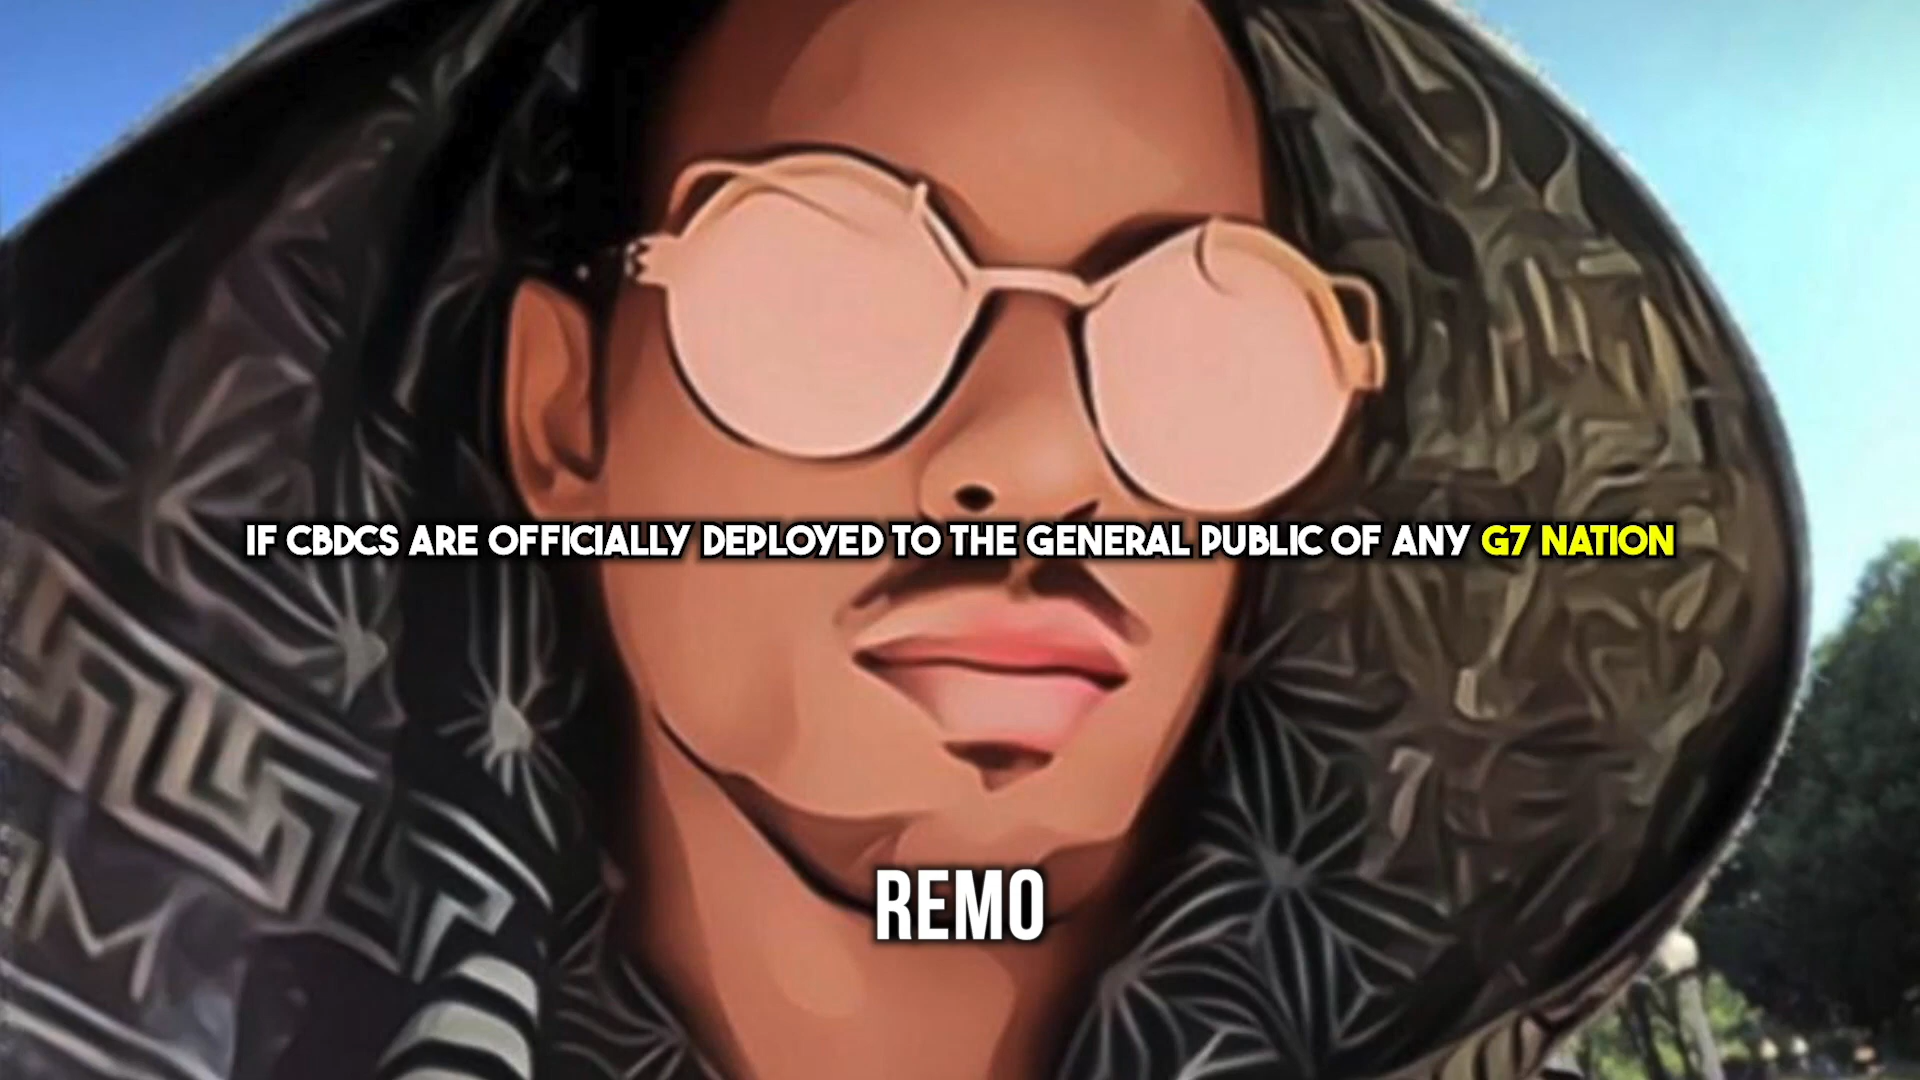 IF CBDCS ARE OFFICIALLY DEPLOYED TO THE GENERAL PUBLIC OF ANY G7 NATION
REMO